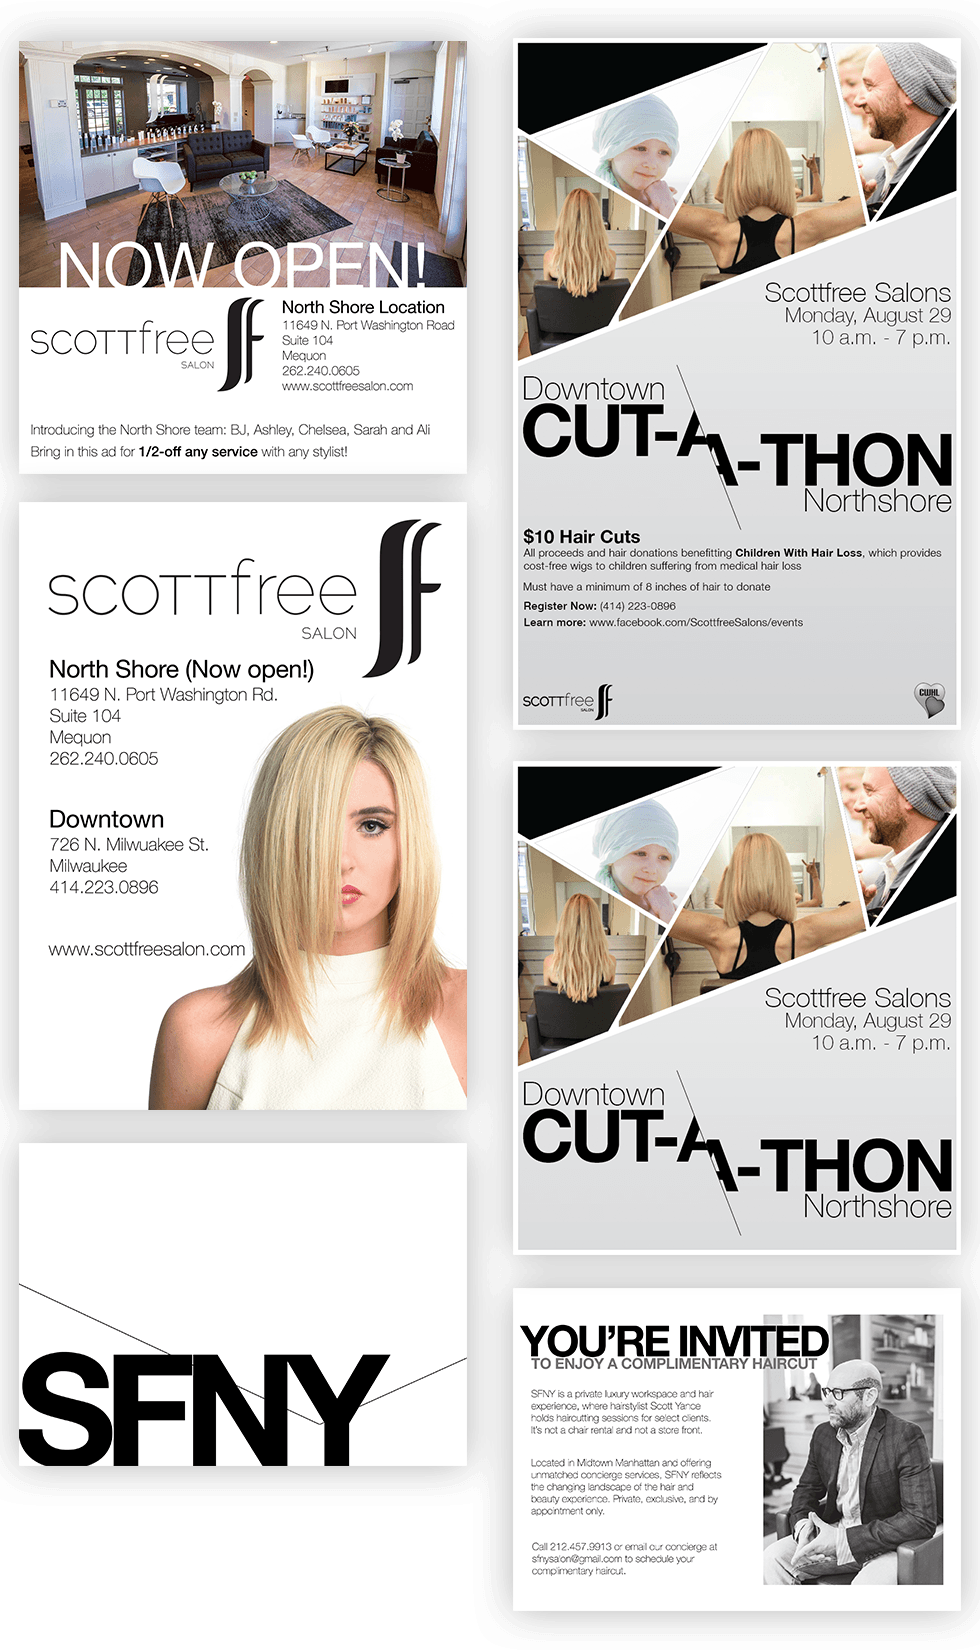 NOW OPEN!
scottfree
SALON
North Shore Location
11649 N. Port Washington Road
Suite 104
Mequon
262.240.0605
www.scottfreesalon.com
Introducing the North Shore team: BJ, Ashley, Chelsea, Sarah and Ali
Bring in this ad for 1/2-off any service with any stylist!
scottfree
SALON
North Shore (Now open!)
11649 N. Port Washington Rd.
Suite 104
Mequon
262.240.0605
Downtown
726 N. Milwuakee St.
Milwaukee
414.223.0896
www.scottfreesalon.com
SFNY
Scottfree Salons
Monday, August 29
10 a.m. - 7 p.m.
Downtown
CUT-A
A-THON
Northshore
$10 Hair Cuts
All proceeds and hair donations benefitting Children With Hair Loss, which provides
cost-free wigs to children suffering from medical hair loss
Must have a minimum of 8 inches of hair to donate
Register Now: (414) 223-0896
Learn more: www.facebook.com/ScottfreeSalons/events
scottfree
SALON
CWHL
Scottfree Salons
Monday, August 29
10 a.m. - 7 p.m.
Downtown
CUT-A
A-THON
Northshore
YOU'RE INVITED
TO ENJOY A COMPLIMENTARY HAIRCUT
SFNY is a private luxury workspace and hair
experience, where hairstylist Scott Yance
holds haircutting sessions for select clients.
It's not a chair rental and not a store front.
Located in Midtown Manhattan and offering
unmatched concierge services, SFNY reflects
the changing landscape of the hair and
beauty experience. Private, exclusive, and by
appointment only.
Call 212.457.9913 or email our concierge at
sfnysalon@gmail.com to schedule your
complimentary haircut.